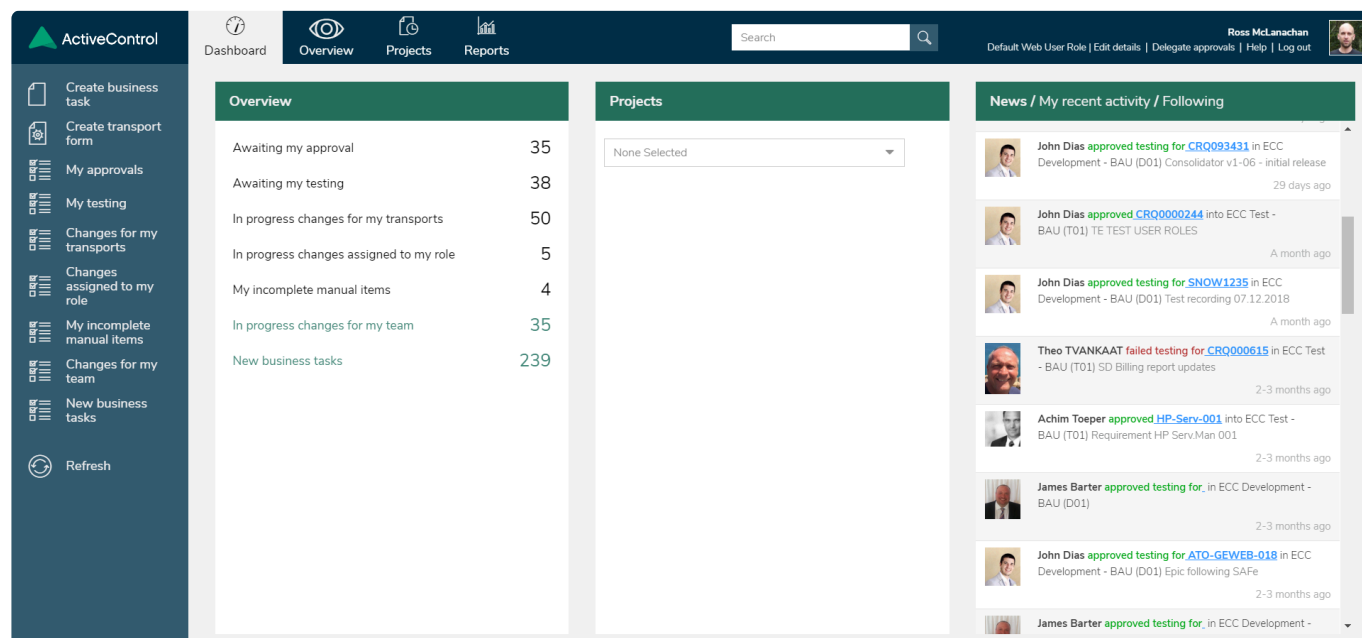 ActiveControl
Dashboard
Overview
Projects
Reports
Search
Ross McLanachan
Default Web User Role | Edit details | Delegate approvals | Help | Log out
Create business
task
Create transport
form
My approvals
My testing
Changes for my
transports
Changes
assigned to my
role
My incomplete
manual items
Changes for my
team
New business
tasks
Refresh
Overview
Awaiting my approval 35
Awaiting my testing 38
In progress changes for my transports 50
In progress changes assigned to my role 5
My incomplete manual items 4
In progress changes for my team 35
New business tasks 239
Projects
None Selected
News / My recent activity / Following
John Dias approved testing for CRQ093431 in ECC
Development - BAU (D01) Consolidator v1-06 - initial release
29 days ago
John Dias approved CRQ0000244 into ECC Test -
BAU (T01) TE TEST USER ROLES
A month ago
John Dias approved testing for SNOW1235 in ECC
Development - BAU (D01) Test recording 07.12.2018
A month ago
Theo TVANKAAT failed testing for CRQ000615 in ECC Test
- BAU (T01) SD Billing report updates
2-3 months ago
Achim Toeper approved HP-Serv-001 into ECC Test -
BAU (T01) Requirement HP Serv.Man 001
2-3 months ago
James Barter approved testing for in ECC Development -
BAU (D01)
2-3 months ago
John Dias approved testing for ATO-GEWEB-018 in ECC
Development - BAU (D01) Epic following SAFe
2-3 months ago
James Barter approved testing for in ECC Development -